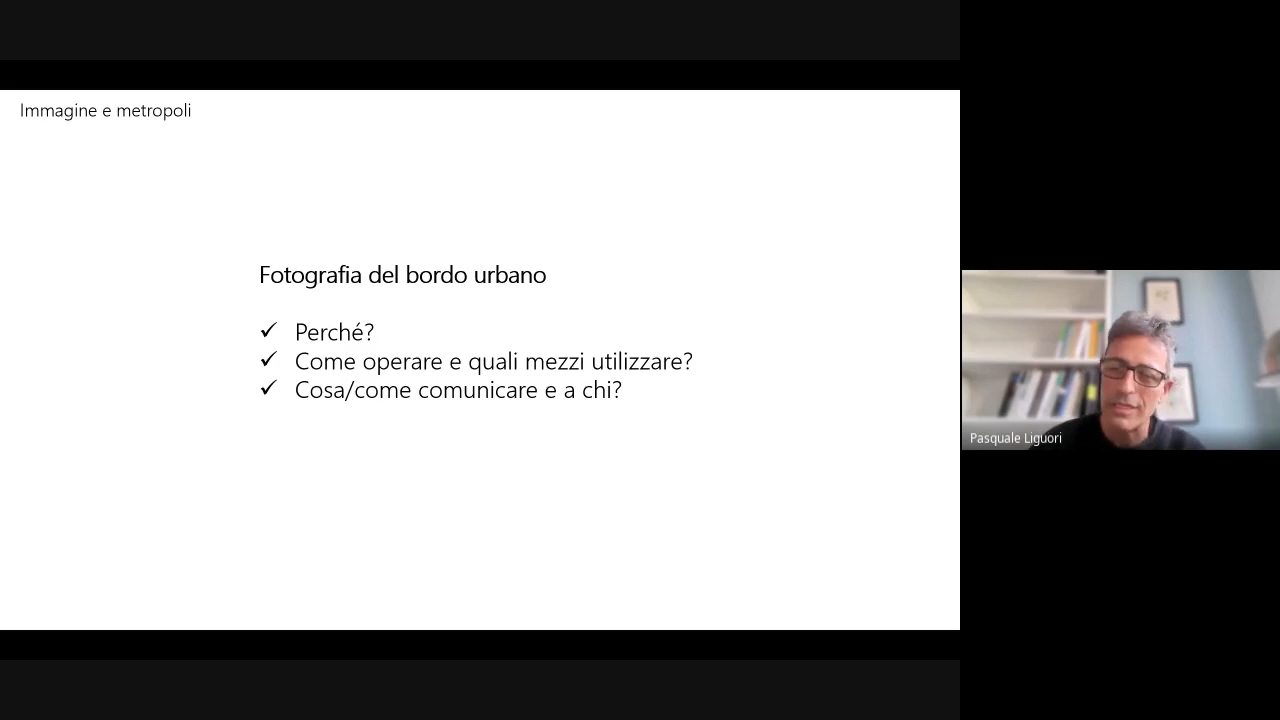 Immagine e metropoli
Fotografia del bordo urbano
✓ Perché?
✓ Come operare e quali mezzi utilizzare?
✓ Cosa/come comunicare e a chi?
Pasquale Liguori